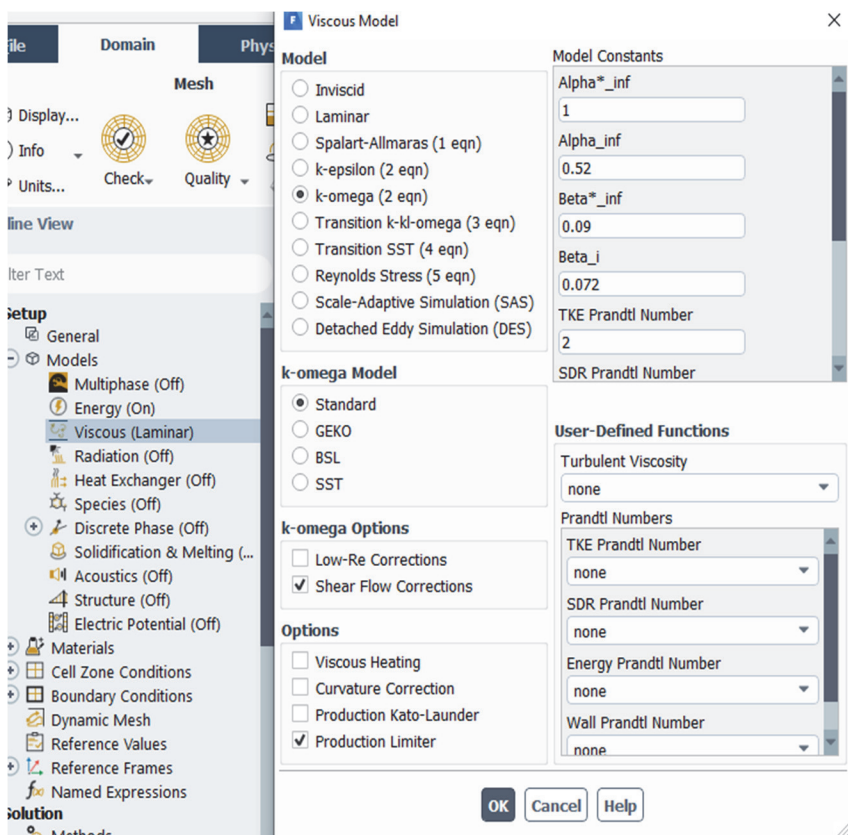 ile
Domain
Phys
Mesh
Display...
Info
Units...
Check
Quality
line View
lter Text
Setup
General
Models
Multiphase (Off)
Energy (On)
Viscous (Laminar)
Radiation (Off)
Heat Exchanger (Off)
Species (Off)
Discrete Phase (Off)
Solidification & Melting (...
Acoustics (Off)
Structure (Off)
Electric Potential (Off)
Materials
Cell Zone Conditions
Boundary Conditions
Dynamic Mesh
Reference Values
Reference Frames
Named Expressions
Solution
Methods
F Viscous Model
Model
Inviscid
Laminar
Spalart-Allmaras (1 eqn)
k-epsilon (2 eqn)
k-omega (2 eqn)
Transition k-kl-omega (3 eqn)
Transition SST (4 eqn)
Reynolds Stress (5 eqn)
Scale-Adaptive Simulation (SAS)
Detached Eddy Simulation (DES)
k-omega Model
Standard
GEKO
BSL
SST
k-omega Options
Low-Re Corrections
Shear Flow Corrections
Options
Viscous Heating
Curvature Correction
Production Kato-Launder
Production Limiter
Model Constants
Alpha*_inf
1
Alpha_inf
0.52
Beta*_inf
0.09
Beta_i
0.072
TKE Prandtl Number
2
SDR Prandtl Number
User-Defined Functions
Turbulent Viscosity
none
Prandtl Numbers
TKE Prandtl Number
none
SDR Prandtl Number
none
Energy Prandtl Number
none
Wall Prandtl Number
none
OK
Cancel
Help